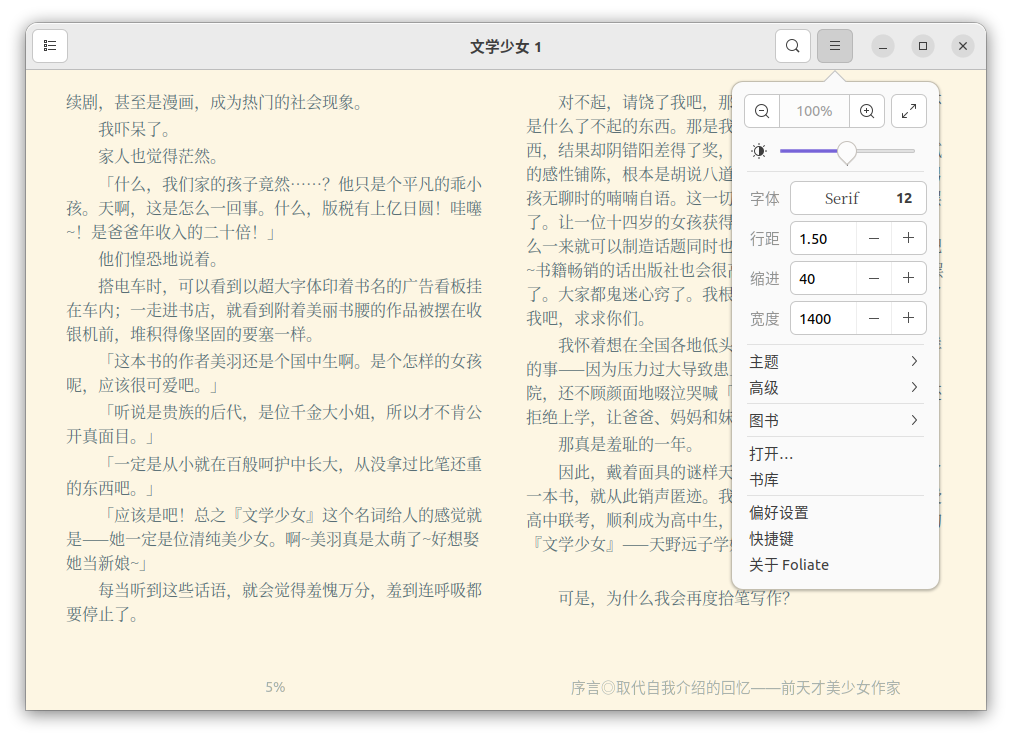 文学少女 1
续剧，甚至是漫画，成为热门的社会现象。
我吓呆了。
家人也觉得茫然。
「什么，我们家的孩子竟然……？他只是个平凡的乖小
孩。天啊，这是怎么一回事。什么，版税有上亿日圆！哇噻
~！是爸爸年收入的二十倍！」
他们惶恐地说着。
搭电车时，可以看到以超大字体印着书名的广告看板挂
在车内；一走进书店，就看到附着美丽书腰的作品被摆在收
银机前，堆积得像坚固的要塞一样。
「这本书的作者美羽还是个国中生啊。是个怎样的女孩
呢，应该很可爱吧。」
「听说是贵族的后代，是位千金大小姐，所以才不肯公
开真面目。」
「一定是从小就在百般呵护中长大，从没拿过比笔还重
的东西吧。」
「应该是吧！总之『文学少女』这个名词给人的感觉就
是——她一定是位清纯美少女。啊~美羽真是太萌了~好想娶
她当新娘~」
每当听到这些话语，就会觉得羞愧万分，羞到连呼吸都
要停止了。
5%
对不起，请饶了我吧，那
是什么了不起的东西。那是我
西，结果却阴错阳差得了奖，
的感性铺陈，根本是胡说八道
孩无聊时的喃喃自语。这一切
了。让一位十四岁的女孩获得
么一来就可以制造话题同时也
~书籍畅销的话出版社也会很
了。大家都鬼迷心窍了。我根
我吧，求求你们。
我怀着想在全国各地低头
的事——因为压力过大导致患
院，还不顾颜面地啜泣哭喊「
拒绝上学，让爸爸、妈妈和妹
那真是羞耻的一年。
因此，戴着面具的谜样天
一本书，就从此销声匿迹。我
高中联考，顺利成为高中生，
『文学少女』——天野远子学
可是，为什么我会再度拾笔写作？
序言◎取代自我介绍的回忆——前天才美少女作家
100%
字体 Serif 12
行距 1.50
缩进 40
宽度 1400
主题
高级
图书
打开…
书库
偏好设置
快捷键
关于 Foliate